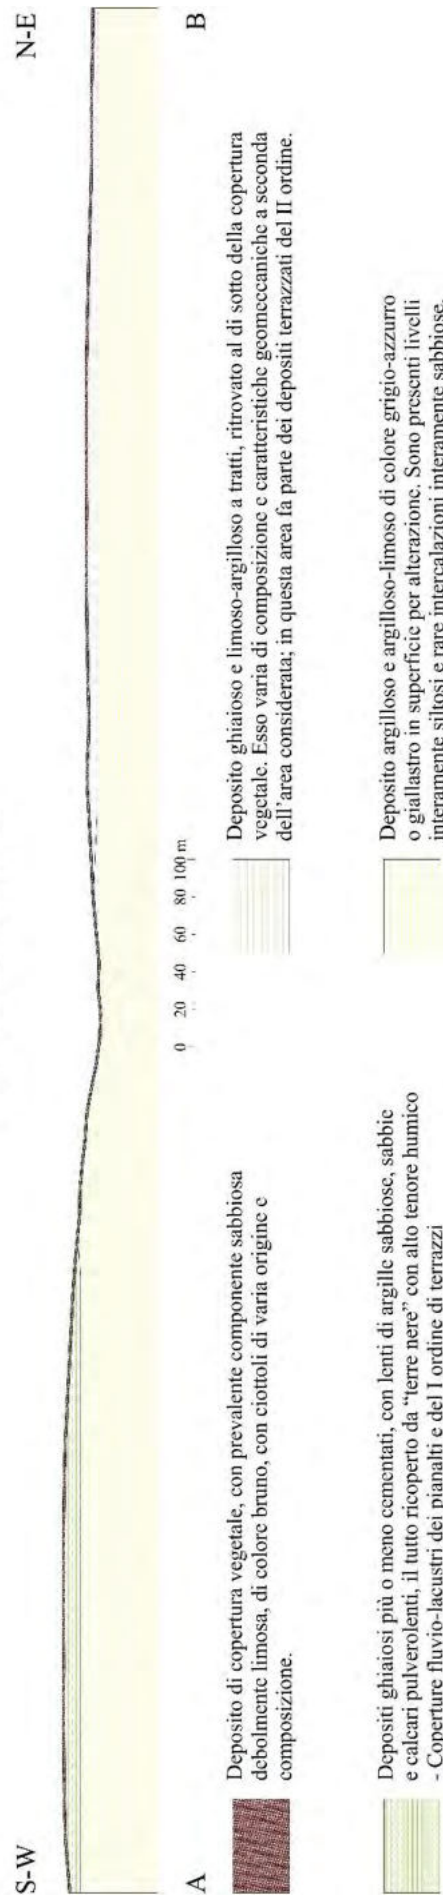 S-W
N-E
A
B
0 20 40 60 80 100 m
Deposito di copertura vegetale, con prevalente componente sabbiosa
debolmente limosa, di colore bruno, con ciottoli di varia origine e
composizione.
Deposito ghiaioso e limoso-argilloso a tratti, ritrovato al di sotto della copertura
vegetale. Esso varia di composizione e caratteristiche geomeccaniche a seconda
dell'area considerata; in questa area fa parte dei depositi terrazzati del II ordine.
Depositi ghiaiosi più o meno cementati, con lenti di argille sabbiose, sabbie
e calcari pulverolenti, il tutto ricoperto da "terre nere" con alto tenore humico
- Coperture fluvio-lacustri dei pianalti e del I ordine di terrazzi
Deposito argilloso e argilloso-limoso di colore grigio-azzurro
o giallastro in superficie per alterazione. Sono presenti livelli
interamente siltosi e rare intercalazioni interamente sabbiose.